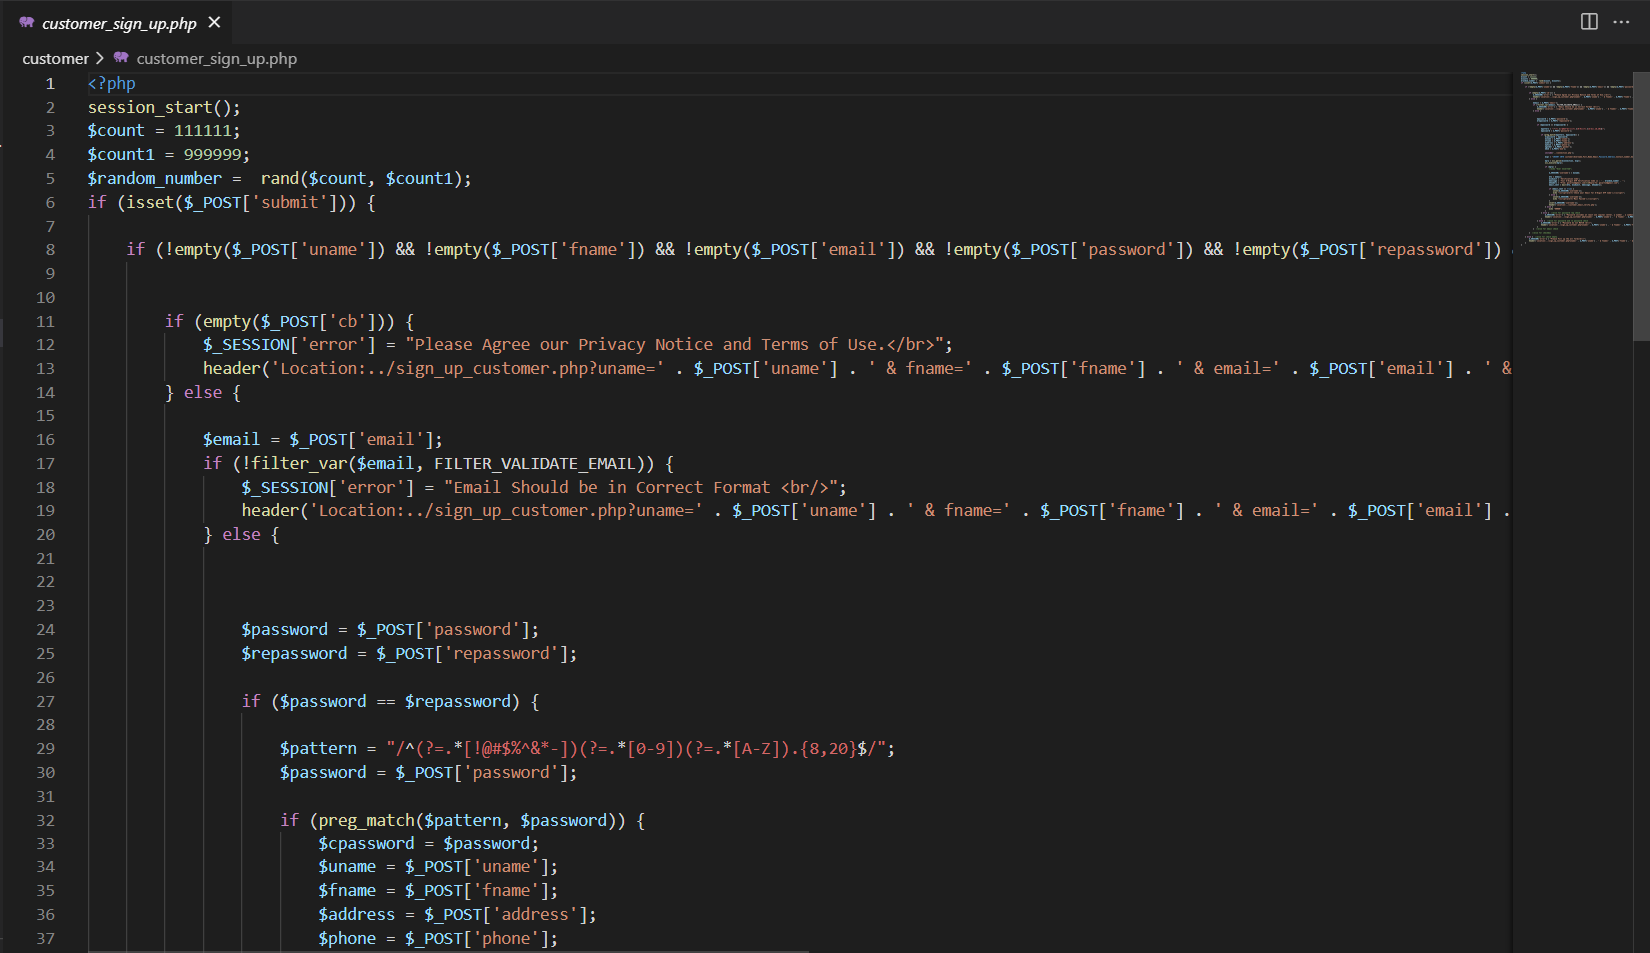 customer_sign_up.php
customer > customer_sign_up.php
1 <?php
2 session_start();
3 $count = 111111;
4 $count1 = 999999;
5 $random_number =  rand($count, $count1);
6 if (isset($_POST['submit'])) {
7
8 if (!empty($_POST['uname']) && !empty($_POST['fname']) && !empty($_POST['email']) && !empty($_POST['password']) && !empty($_POST['repassword'])
9
10
11 if (empty($_POST['cb'])) {
12 $_SESSION['error'] = "Please Agree our Privacy Notice and Terms of Use.</br>";
13 header('Location:../sign_up_customer.php?uname=' . $_POST['uname'] . ' & fname=' . $_POST['fname'] . ' & email=' . $_POST['email'] . ' &
14 } else {
15
16 $email = $_POST['email'];
17 if (!filter_var($email, FILTER_VALIDATE_EMAIL)) {
18 $_SESSION['error'] = "Email Should be in Correct Format <br/>";
19 header('Location:../sign_up_customer.php?uname=' . $_POST['uname'] . ' & fname=' . $_POST['fname'] . ' & email=' . $_POST['email'] .
20 } else {
21
22
23
24 $password = $_POST['password'];
25 $repassword = $_POST['repassword'];
26
27 if ($password == $repassword) {
28
29 $pattern = "/^(?=.*[!@#$%^&*-])(?=.*[0-9])(?=.*[A-Z]).{8,20}$/";
30 $password = $_POST['password'];
31
32 if (preg_match($pattern, $password)) {
33 $cpassword = $password;
34 $uname = $_POST['uname'];
35 $fname = $_POST['fname'];
36 $address = $_POST['address'];
37 $phone = $_POST['phone'];